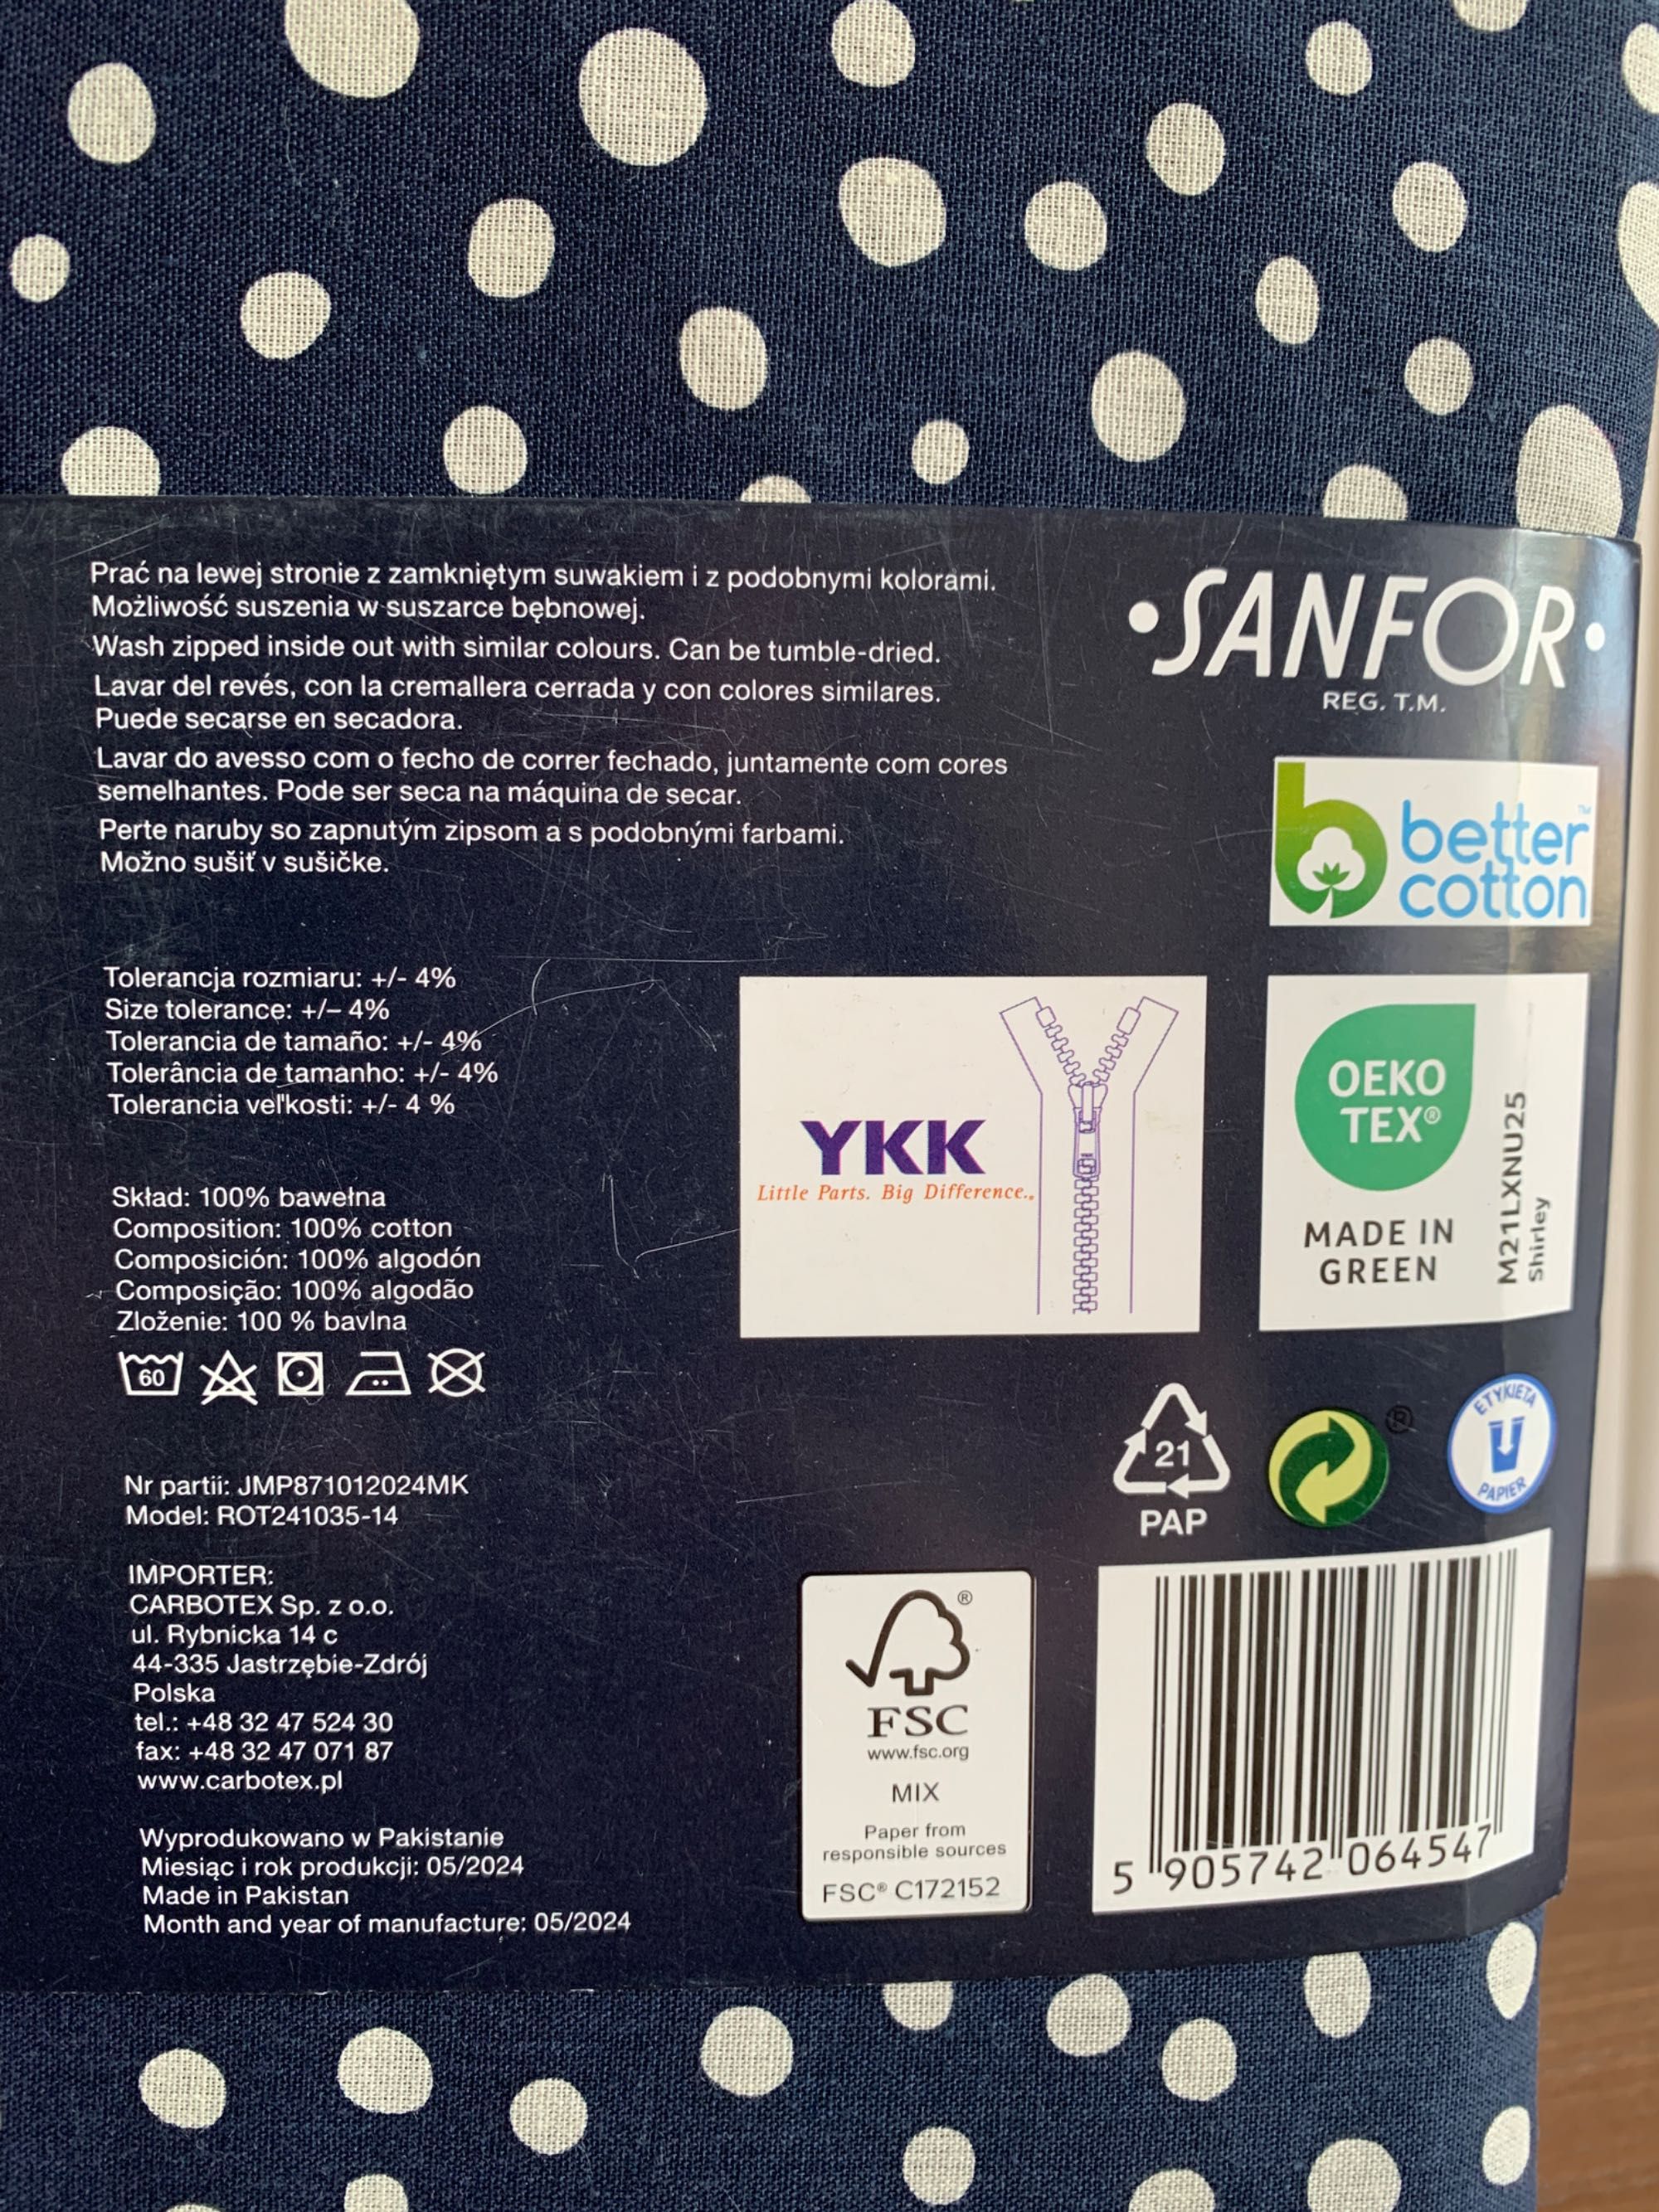 Prać na lewej stronie z zamkniętym suwakiem i z podobnymi kolorami.
Możliwość suszenia w suszarce bębnowej.
Wash zipped inside out with similar colours. Can be tumble-dried.
Lavar del revés, con la cremallera cerrada y con colores similares.
Puede secarse en secadora.
Lavar do avesso com o fecho de correr fechado, juntamente com cores
semelhantes. Pode ser seca na máquina de secar.
Perte naruby so zapnutým zipsom a s podobnými farbami.
Možno sušiť v sušičke.
•SANFOR•
REG. T.M.
better™
cotton
Tolerancja rozmiaru: +/- 4%
Size tolerance: +/– 4%
Tolerancia de tamaño: +/- 4%
Tolerância de tamanho: +/- 4%
Tolerancia veľkosti: +/- 4 %
YKK
Little Parts. Big Difference.
OEKO
TEX®
MADE IN
GREEN
M21LXNU25
Shirley
Skład: 100% bawełna
Composition: 100% cotton
Composición: 100% algodón
Composição: 100% algodão
Zloženie: 100 % bavlna
60
21
PAP
®
ETYKIETA
PAPIER
Nr partii: JMP871012024MK
Model: ROT241035-14
IMPORTER:
CARBOTEX Sp. z o.o.
ul. Rybnicka 14 c
44-335 Jastrzębie-Zdrój
Polska
tel.: +48 32 47 524 30
fax: +48 32 47 071 87
www.carbotex.pl
Wyprodukowano w Pakistanie
Miesiąc i rok produkcji: 05/2024
Made in Pakistan
Month and year of manufacture: 05/2024
®
FSC
www.fsc.org
MIX
Paper from
responsible sources
FSC® C172152
5 905742 064547